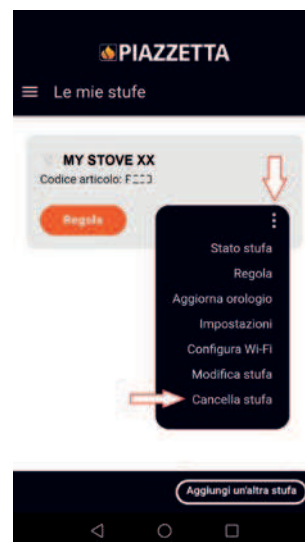 PIAZZETTA
Le mie stufe
MY STOVE XX
Codice articolo: F
Regola
Stato stufa
Regola
Aggiorna orologio
Impostazioni
Configura Wi-Fi
Modifica stufa
Cancella stufa
Aggiungi un'altra stufa